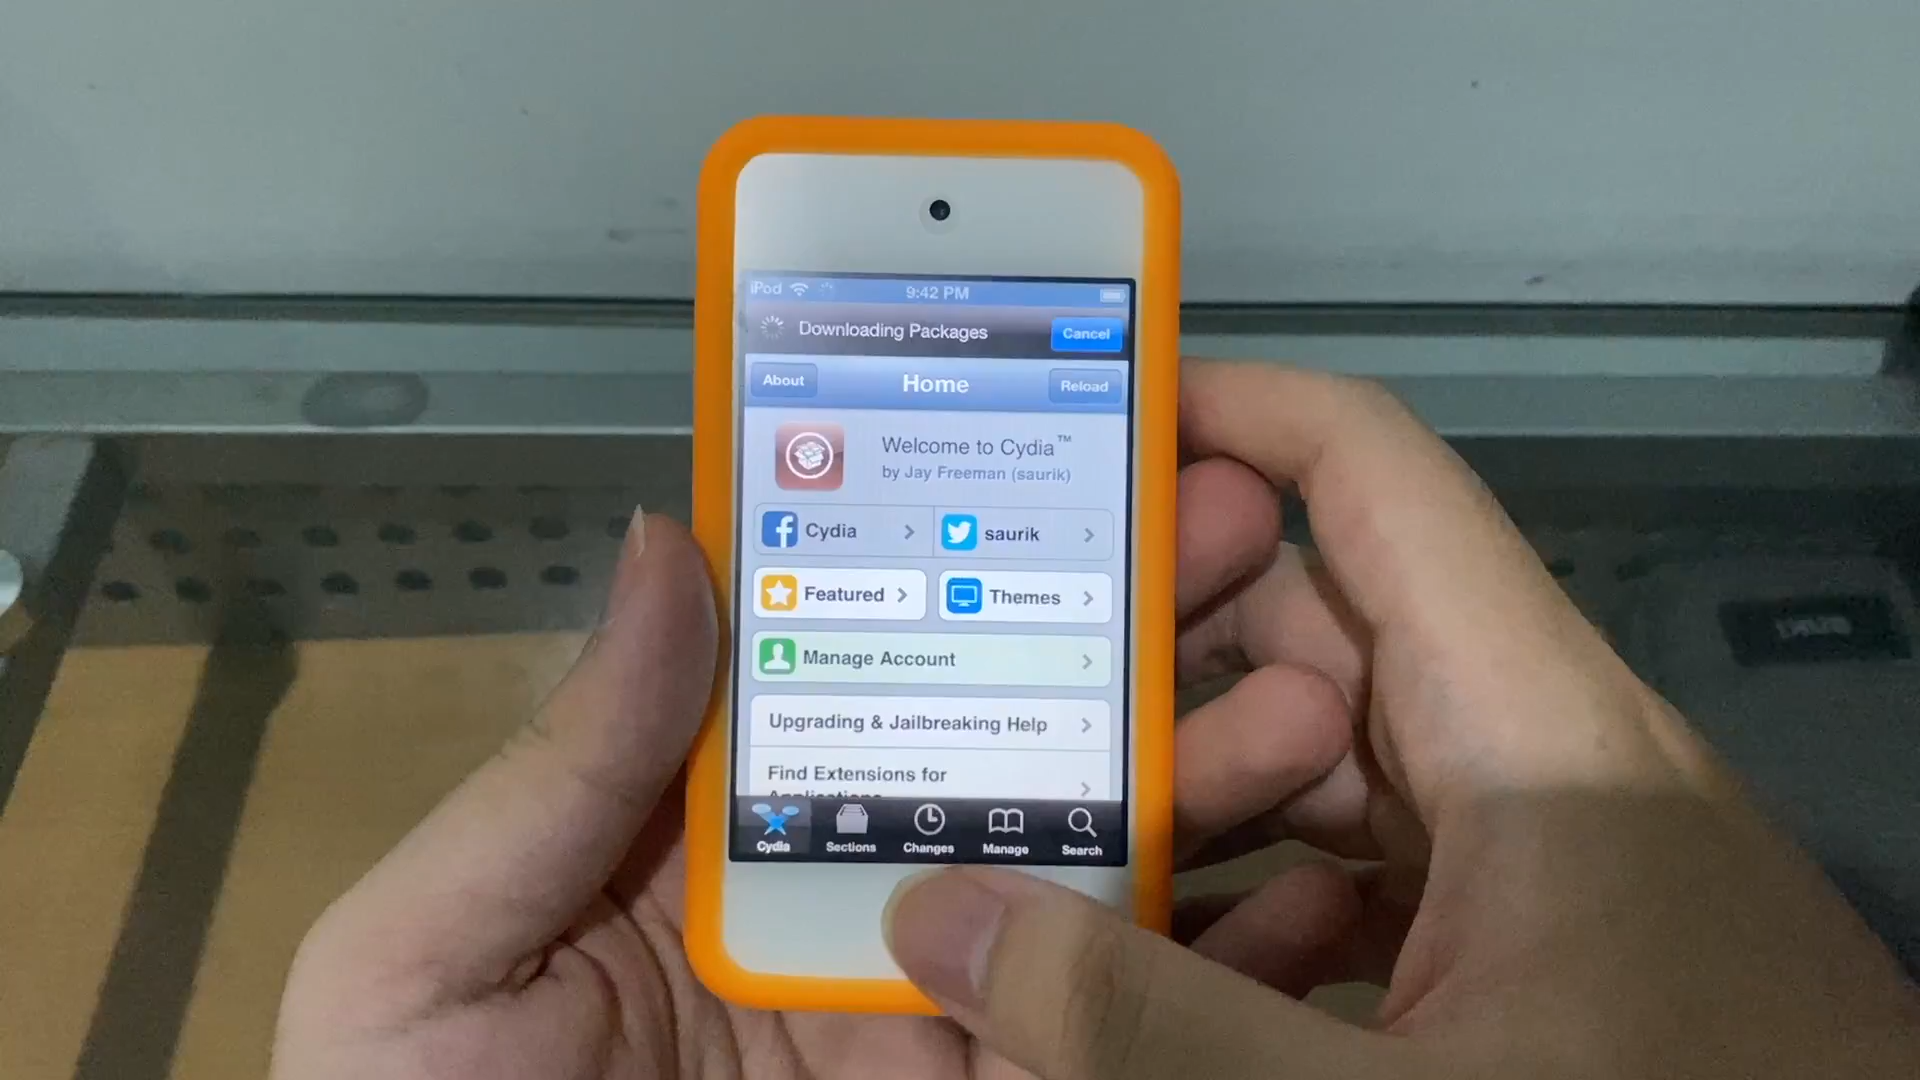 iPod 9:42 PM
Downloading Packages Cancel
About Home Reload
Welcome to Cydia™
by Jay Freeman (saurik)
Cydia saurik
Featured Themes
Manage Account
Upgrading & Jailbreaking Help
Find Extensions for
Applications
Cydia Sections Changes Manage Search